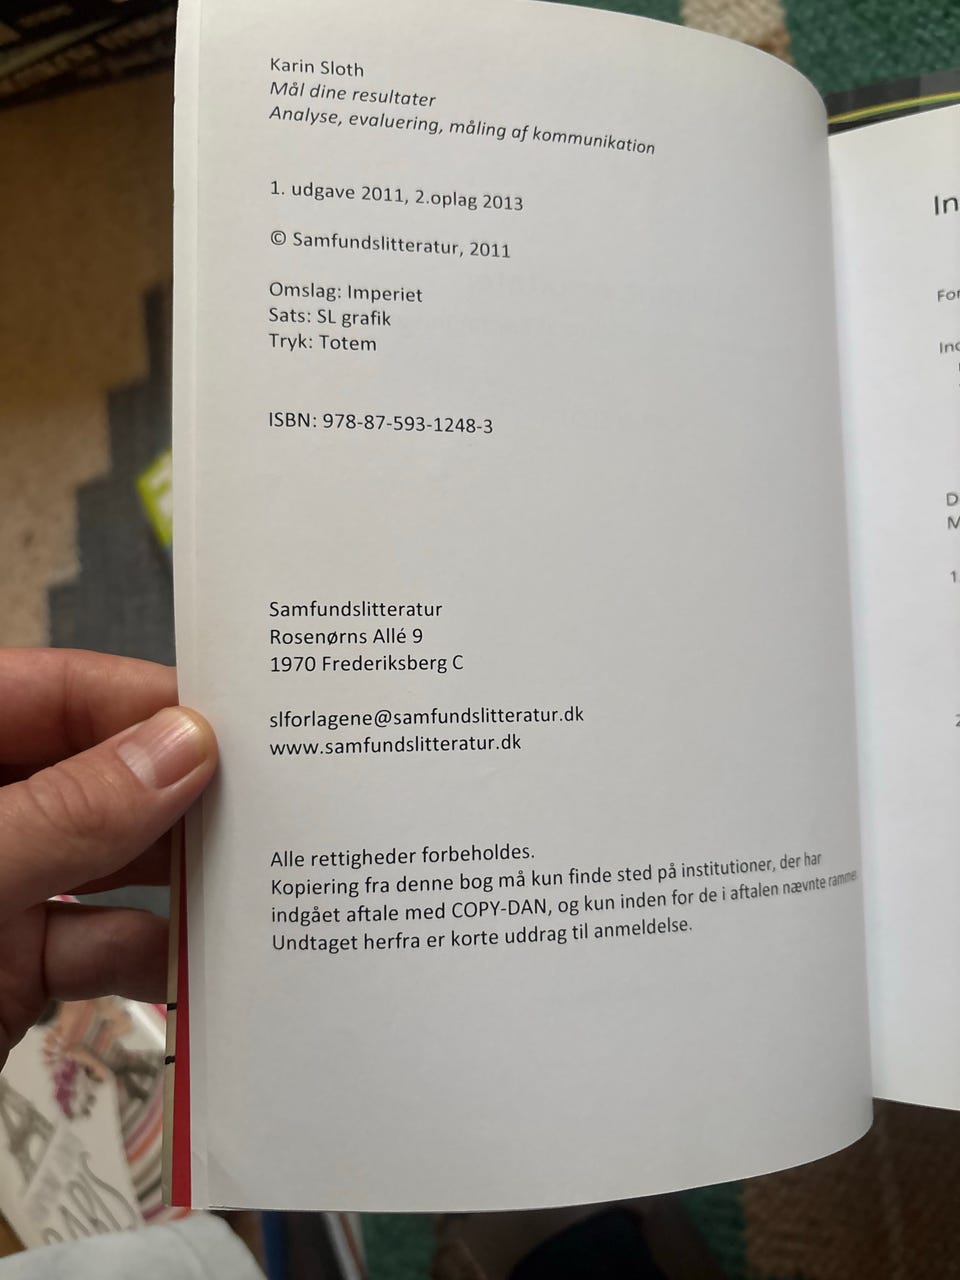 Karin Sloth
Mål dine resultater
Analyse, evaluering, måling af kommunikation
1. udgave 2011, 2.oplag 2013
© Samfundslitteratur, 2011
Omslag: Imperiet
Sats: SL grafik
Tryk: Totem
ISBN: 978-87-593-1248-3
Samfundslitteratur
Rosenørns Allé 9
1970 Frederiksberg C
slforlagene@samfundslitteratur.dk
www.samfundslitteratur.dk
Alle rettigheder forbeholdes.
Kopiering fra denne bog må kun finde sted på institutioner, der har
indgået aftale med COPY-DAN, og kun inden for de i aftalen nævnte rammer
Undtaget herfra er korte uddrag til anmeldelse.
In
For
D
M
1.
PARIS